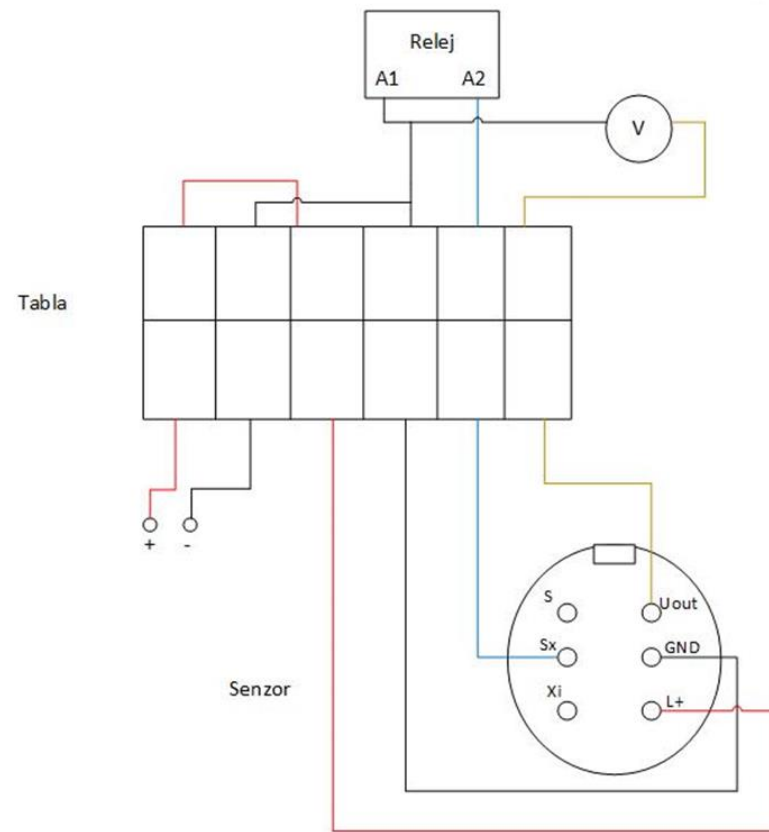 Relej
A1 A2
V
Tabla
+ -
S Uout
Sx GND
Xi L+
Senzor